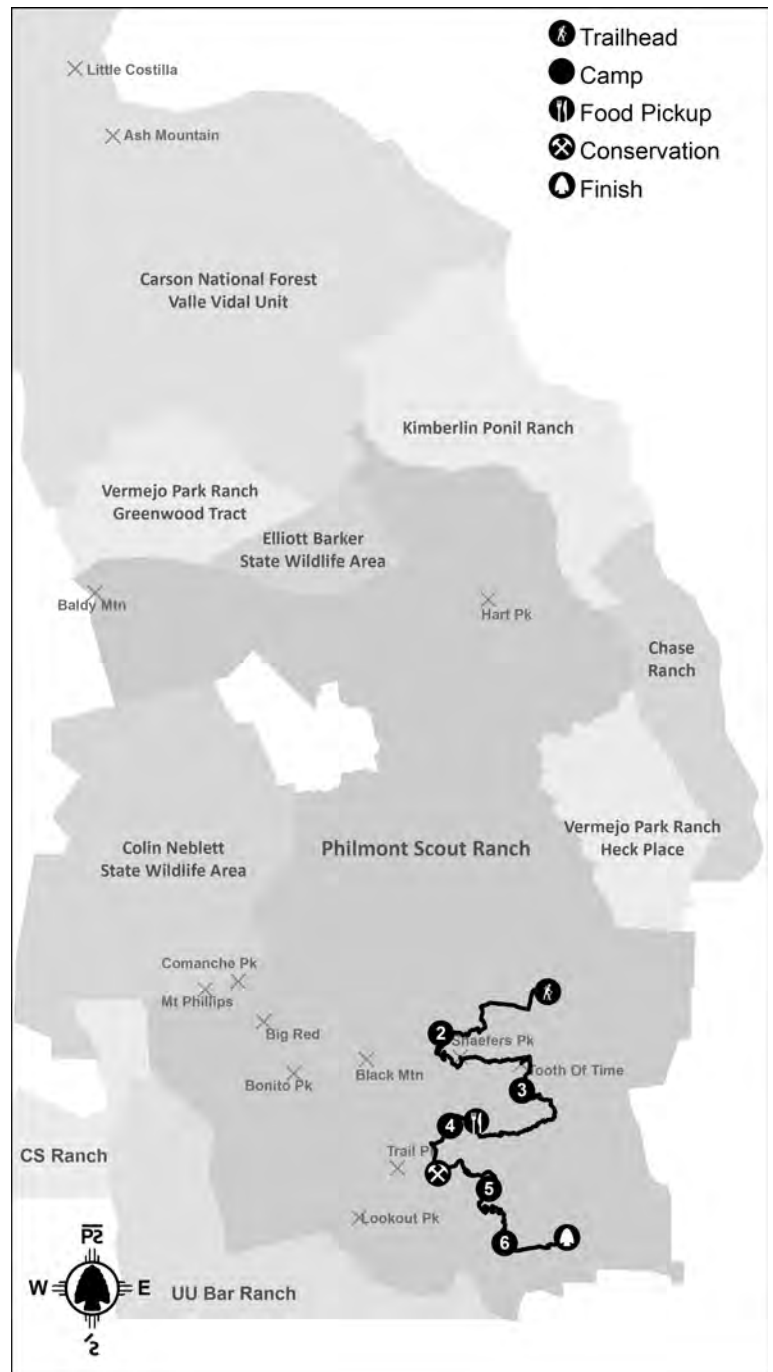 Trailhead
Camp
Food Pickup
Conservation
Finish
Little Costilla
Ash Mountain
Carson National Forest
Valle Vidal Unit
Kimberlin Ponil Ranch
Vermejo Park Ranch
Greenwood Tract
Elliott Barker
State Wildlife Area
Baldy Mtn
Hart Pk
Chase
Ranch
Colin Neblett
State Wildlife Area
Philmont Scout Ranch
Vermejo Park Ranch
Heck Place
Comanche Pk
Mt Phillips
Big Red
2
Shaefers Pk
Bonito Pk
Black Mtn
Tooth Of Time
3
4
CS Ranch
Trail P
5
Lookout Pk
6
W
E
UU Bar Ranch